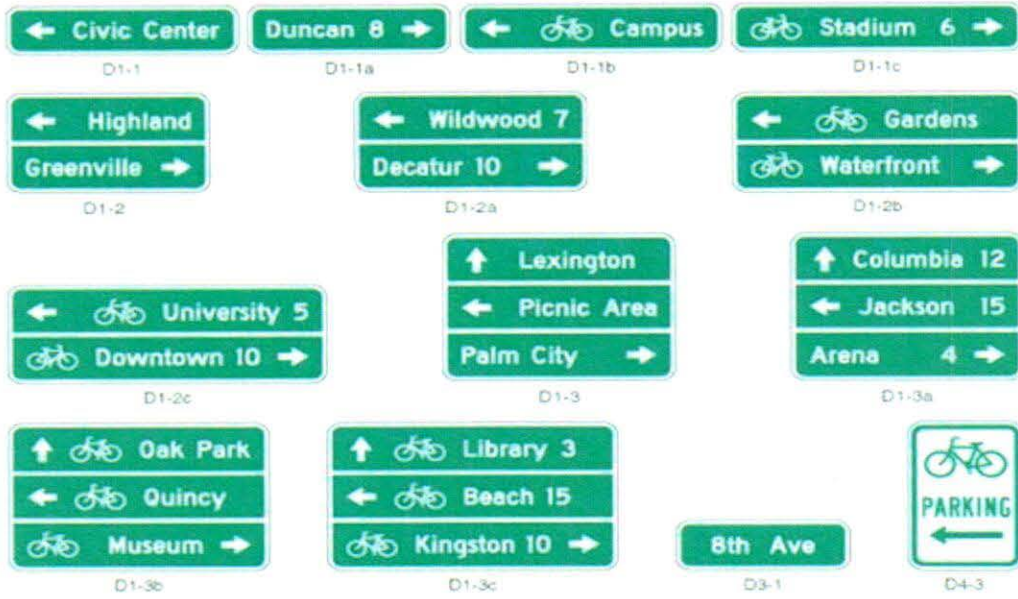 ← Civic Center
Duncan 8 →
← Campus
Stadium 6 →
D1-1
D1-1a
D1-1b
D1-1c
← Highland
Greenville →
← Wildwood 7
Decatur 10 →
← Gardens
Waterfront →
D1-2
D1-2a
D1-2b
← University 5
Downtown 10 →
↑ Lexington
← Picnic Area
Palm City →
↑ Columbia 12
← Jackson 15
Arena 4 →
D1-2c
D1-3
D1-3a
↑ Oak Park
← Quincy
Museum →
↑ Library 3
← Beach 15
Kingston 10 →
8th Ave
PARKING
←
D1-3b
D1-3c
D3-1
D4-3